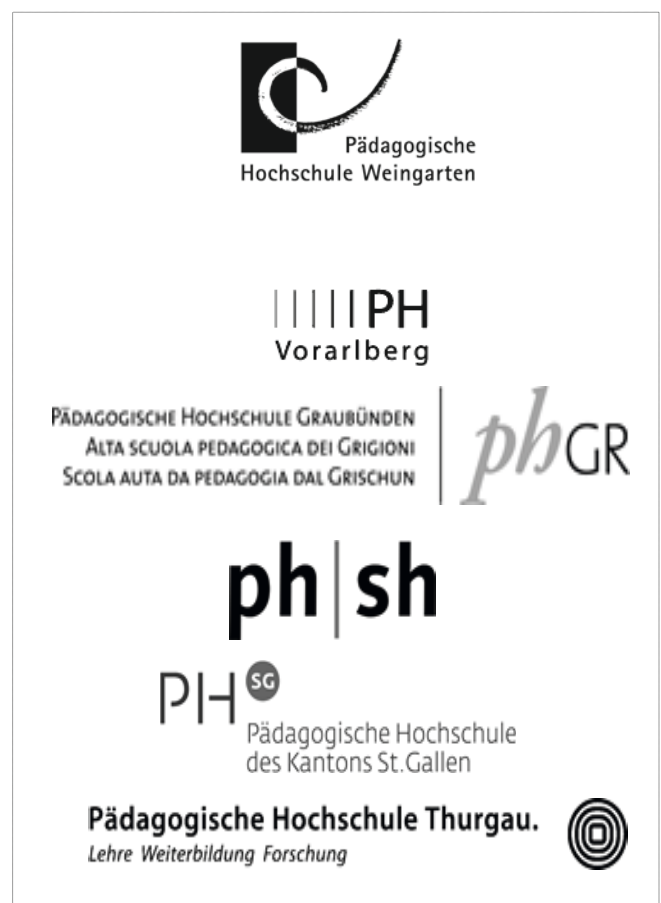 Pädagogische
Hochschule Weingarten
PH
Vorarlberg
PÄDAGOGISCHE HOCHSCHULE GRAUBÜNDEN
ALTA SCUOLA PEDAGOGICA DEI GRIGIONI
SCOLA AUTA DA PEDAGOGIA DAL GRISCHUN
phGR
ph|sh
PH SG
Pädagogische Hochschule
des Kantons St.Gallen
Pädagogische Hochschule Thurgau.
Lehre Weiterbildung Forschung